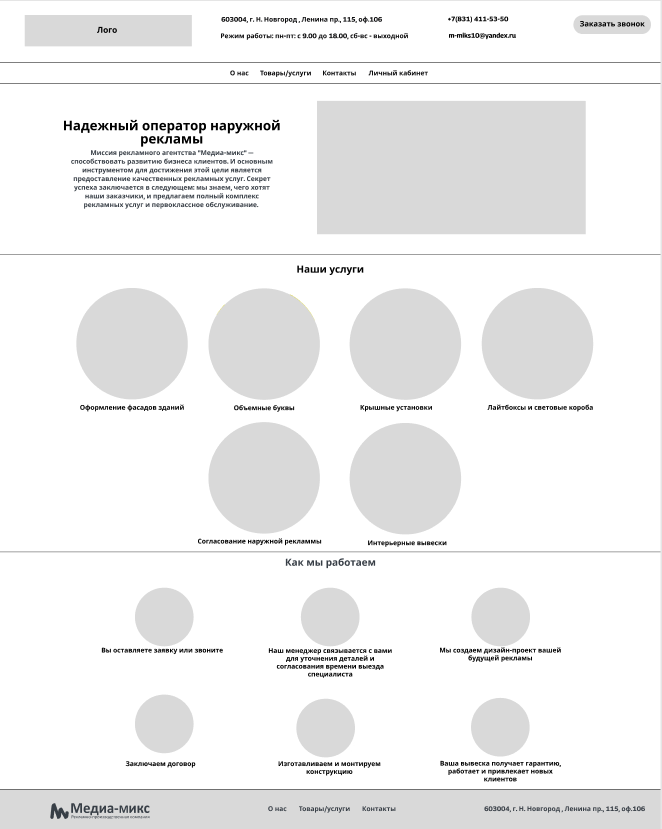 Лого
603004, г. Н. Новгород , Ленина пр., 115, оф.106
Режим работы: пн-пт: с 9.00 до 18.00, сб-вс - выходной
+7(831) 411-53-50
m-miks10@yandex.ru
Заказать звонок
О нас Товары/услуги Контакты Личный кабинет
Надежный оператор наружной
рекламы
Миссия рекламного агентства "Медиа-микс" —
способствовать развитию бизнеса клиентов. И основным
инструментом для достижения этой цели является
предоставление качественных рекламных услуг. Секрет
успеха заключается в следующем: мы знаем, чего хотят
наши заказчики, и предлагаем полный комплекс
рекламных услуг и первоклассное обслуживание.
Наши услуги
Оформление фасадов зданий
Объемные буквы
Крышные установки
Лайтбоксы и световые короба
Согласование наружной рекламмы
Интерьерные вывески
Как мы работаем
Вы оставляете заявку или звоните
Наш менеджер связывается с вами
для уточнения деталей и
согласования времени выезда
специалиста
Мы создаем дизайн-проект вашей
будущей рекламы
Заключаем договор
Изготавливаем и монтируем
конструкцию
Ваша вывеска получает гарантию,
работает и привлекает новых
клиентов
Медиа-микс
Рекламно-производственная компания
О нас Товары/услуги Контакты
603004, г. Н. Новгород , Ленина пр., 115, оф.106